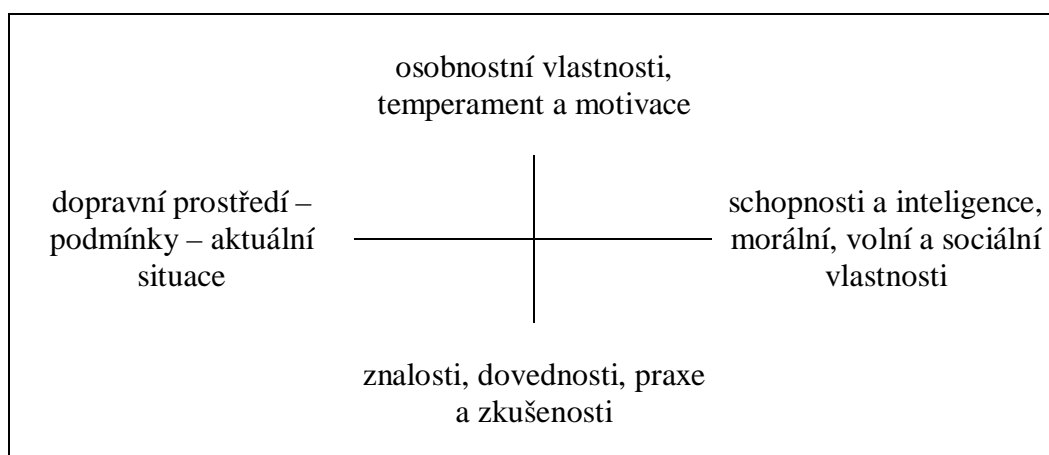 osobnostní vlastnosti,
temperament a motivace
dopravní prostředí –
podmínky – aktuální
situace
schopnosti a inteligence,
morální, volní a sociální
vlastnosti
znalosti, dovednosti, praxe
a zkušenosti